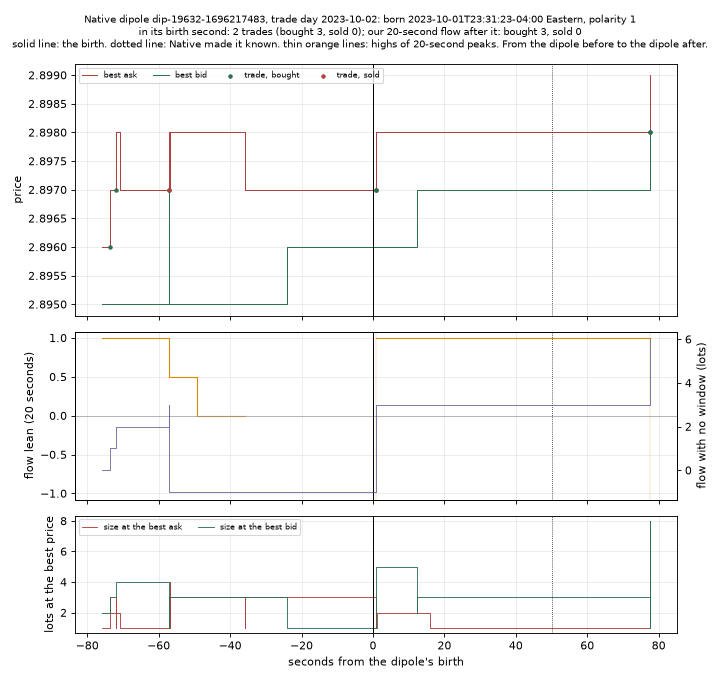 Native dipole dip-19632-1696217483, trade day 2023-10-02: born 2023-10-01T23:31:23-04:00 Eastern, polarity 1
in its birth second: 2 trades (bought 3, sold 0); our 20-second flow after it: bought 3, sold 0
solid line: the birth. dotted line: Native made it known. thin orange lines: highs of 20-second peaks. From the dipole before to the dipole after.
best ask
best bid
trade, bought
trade, sold
2.8990
2.8985
2.8980
2.8975
2.8970
2.8965
2.8960
2.8955
2.8950
price
1.0
0.5
0.0
−0.5
−1.0
flow lean (20 seconds)
6
4
2
0
flow with no window (lots)
size at the best ask
size at the best bid
8
6
4
2
lots at the best price
−80
−60
−40
−20
0
20
40
60
80
seconds from the dipole's birth